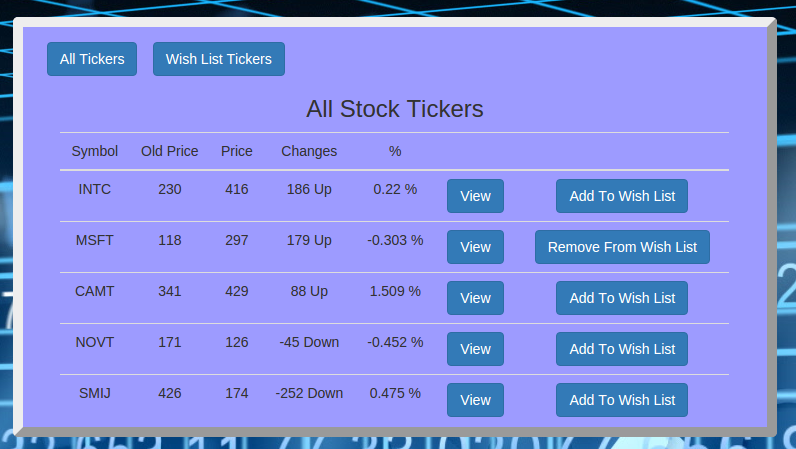 All Tickers Wish List Tickers
All Stock Tickers
Symbol Old Price Price Changes %
INTC 230 416 186 Up 0.22 % View Add To Wish List
MSFT 118 297 179 Up -0.303 % View Remove From Wish List
CAMT 341 429 88 Up 1.509 % View Add To Wish List
NOVT 171 126 -45 Down -0.452 % View Add To Wish List
SMIJ 426 174 -252 Down 0.475 % View Add To Wish List